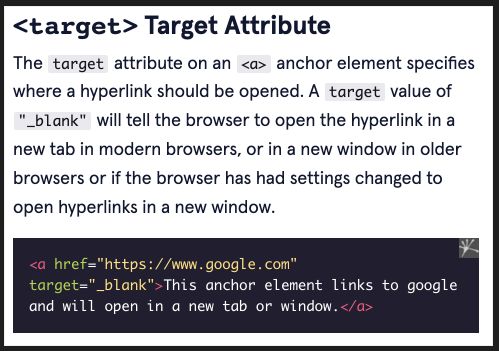 <target> Target Attribute
The target attribute on an <a> anchor element specifies
where a hyperlink should be opened. A target value of
"_blank" will tell the browser to open the hyperlink in a
new tab in modern browsers, or in a new window in older
browsers or if the browser has had settings changed to
open hyperlinks in a new window.
<a href="https://www.google.com"
target="_blank">This anchor element links to google
and will open in a new tab or window.</a>